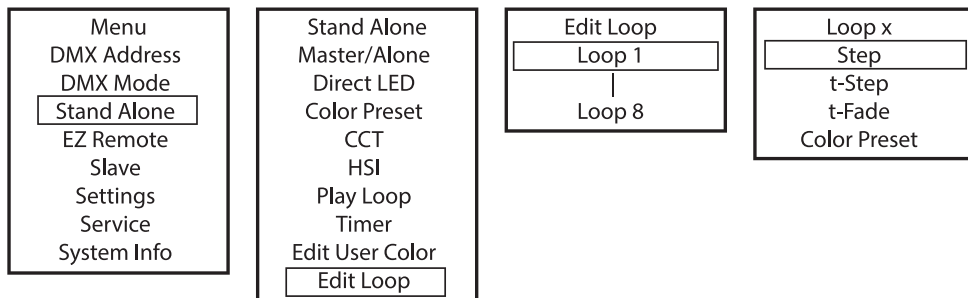 Menu
DMX Address
DMX Mode
Stand Alone
EZ Remote
Slave
Settings
Service
System Info
Stand Alone
Master/Alone
Direct LED
Color Preset
CCT
HSI
Play Loop
Timer
Edit User Color
Edit Loop
Edit Loop
Loop 1
Loop 8
Loop x
Step
t-Step
t-Fade
Color Preset